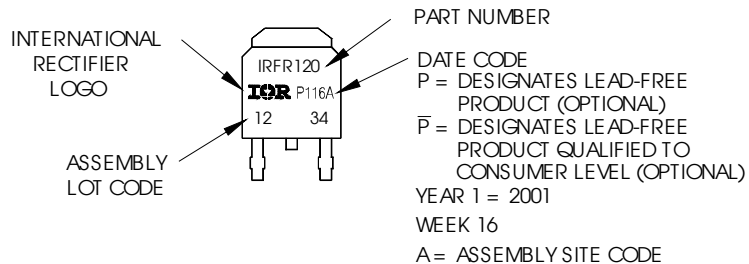 PART NUMBER
INTERNATIONAL
RECTIFIER
LOGO
IRFR120
IOR P116A
12 34
ASSEMBLY
LOT CODE
DATE CODE
P = DESIGNATES LEAD-FREE
PRODUCT (OPTIONAL)
P̅ = DESIGNATES LEAD-FREE
PRODUCT QUALIFIED TO
CONSUMER LEVEL (OPTIONAL)
YEAR 1 = 2001
WEEK 16
A = ASSEMBLY SITE CODE